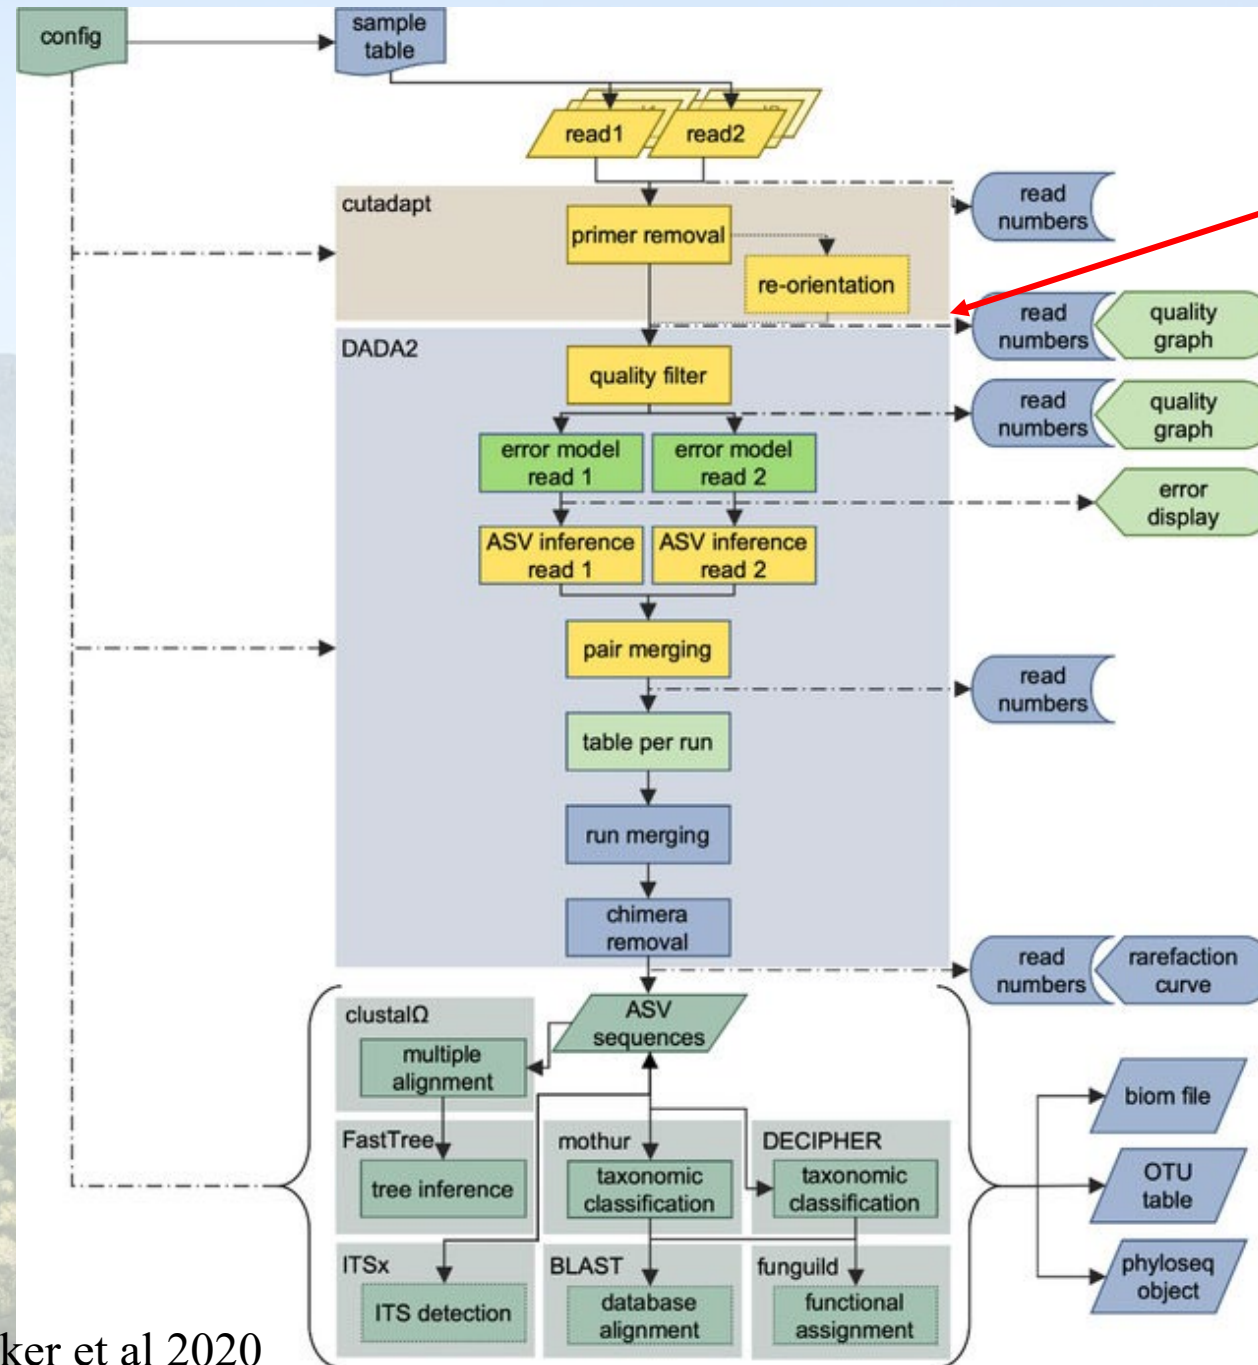 config
sample
table
read1
read2
cutadapt
primer removal
re-orientation
read
numbers
DADA2
read
numbers
quality
graph
quality filter
read
numbers
quality
graph
error model
read 1
error model
read 2
error
display
ASV inference
read 1
ASV inference
read 2
pair merging
read
numbers
table per run
run merging
chimera
removal
read
numbers
rarefaction
curve
ASV
sequences
clustalΩ
multiple
alignment
biom file
FastTree
tree inference
mothur
taxonomic
classification
DECIPHER
taxonomic
classification
OTU
table
ITSx
ITS detection
BLAST
database
alignment
funguild
functional
assignment
phyloseq
object
ker et al 2020